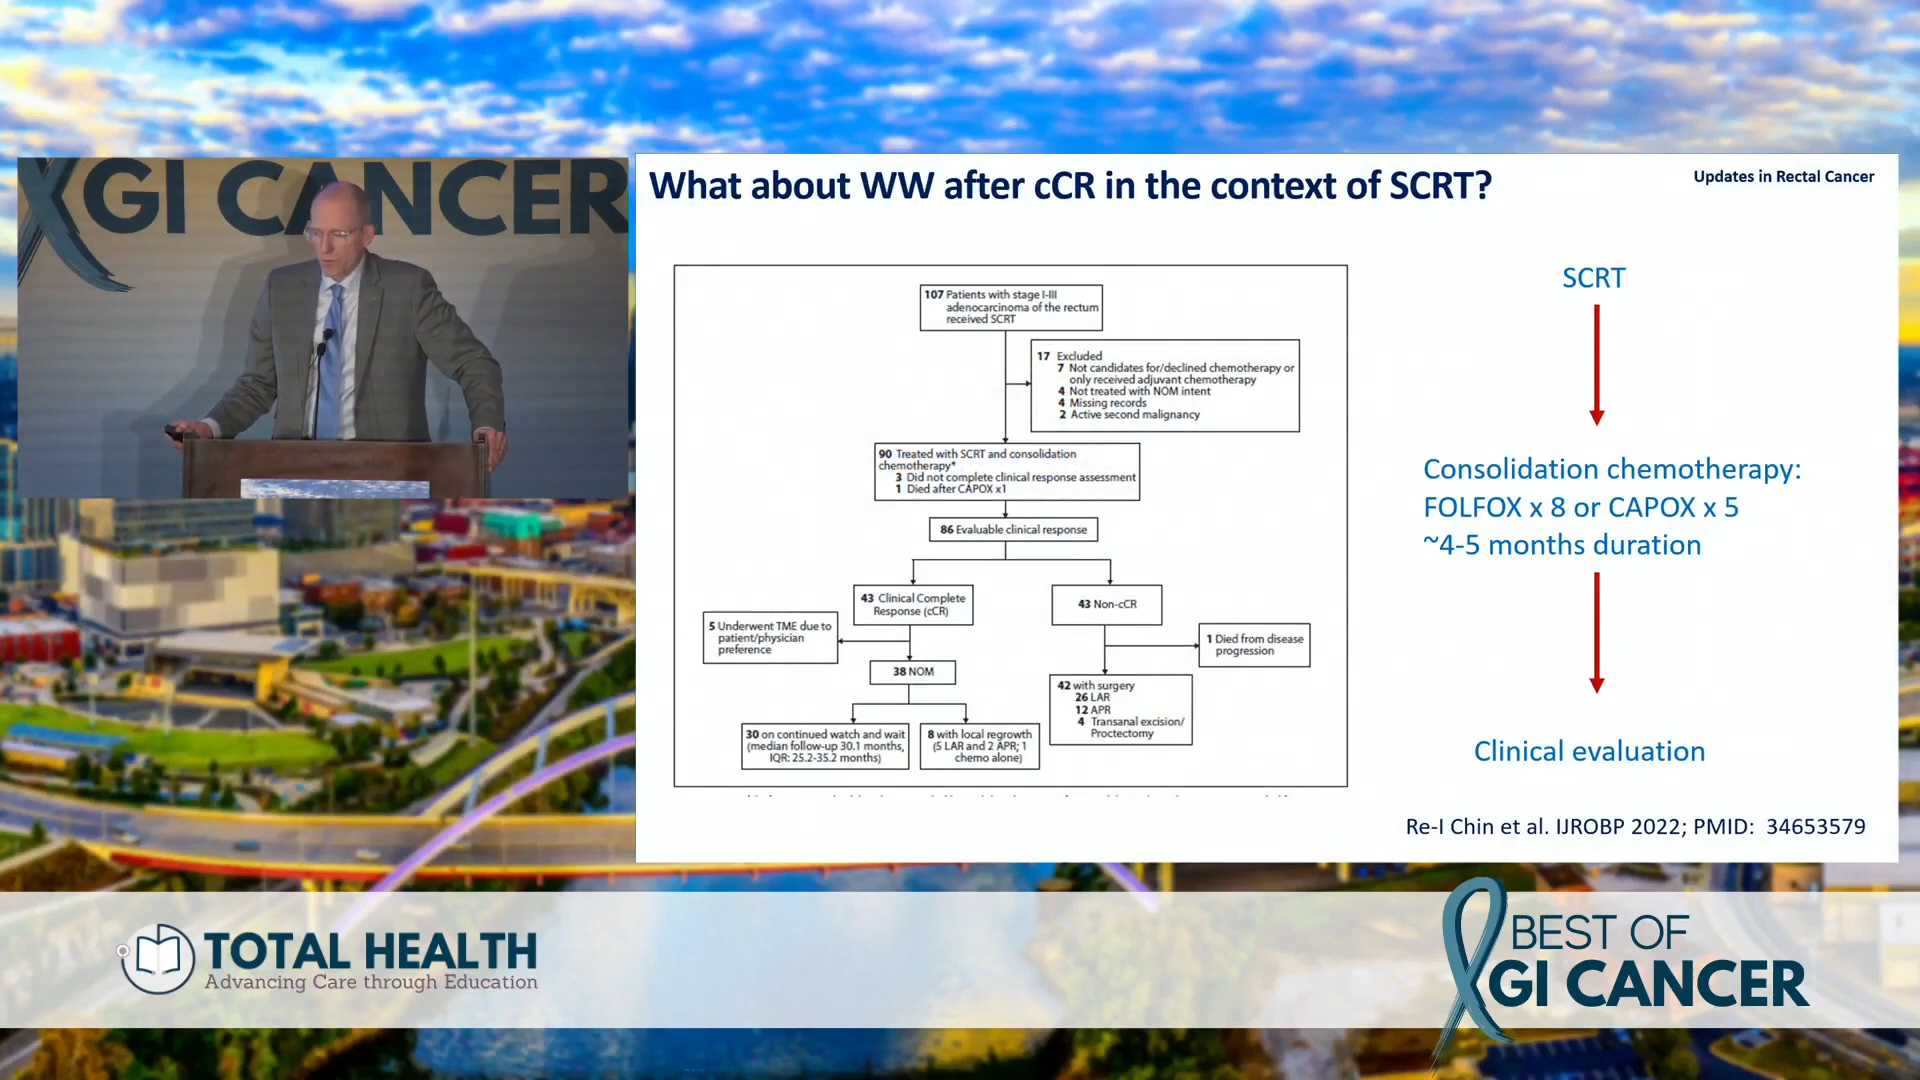 GI CANCER
What about WW after cCR in the context of SCRT?
Updates in Rectal Cancer
107 Patients with stage I-III
adenocarcinoma of the rectum
received SCRT
17 Excluded
7 Not candidates for/declined chemotherapy or
only received adjuvant chemotherapy
4 Not treated with NOM intent
4 Missing records
2 Active second malignancy
90 Treated with SCRT and consolidation
chemotherapy*
3 Did not complete clinical response assessment
1 Died after CAPOX x1
86 Evaluable clinical response
43 Clinical Complete
Response (cCR)
43 Non-cCR
5 Underwent TME due to
patient/physician
preference
1 Died from disease
progression
38 NOM
42 with surgery
26 LAR
12 APR
4 Transanal excision/
Proctectomy
30 on continued watch and wait
(median follow-up 30.1 months,
IQR: 25.2-35.2 months)
8 with local regrowth
(5 LAR and 2 APR; 1
chemo alone)
SCRT
Consolidation chemotherapy:
FOLFOX x 8 or CAPOX x 5
~4-5 months duration
Clinical evaluation
Re-I Chin et al. IJROBP 2022; PMID: 34653579
TOTAL HEALTH
Advancing Care through Education
BEST OF
GI CANCER